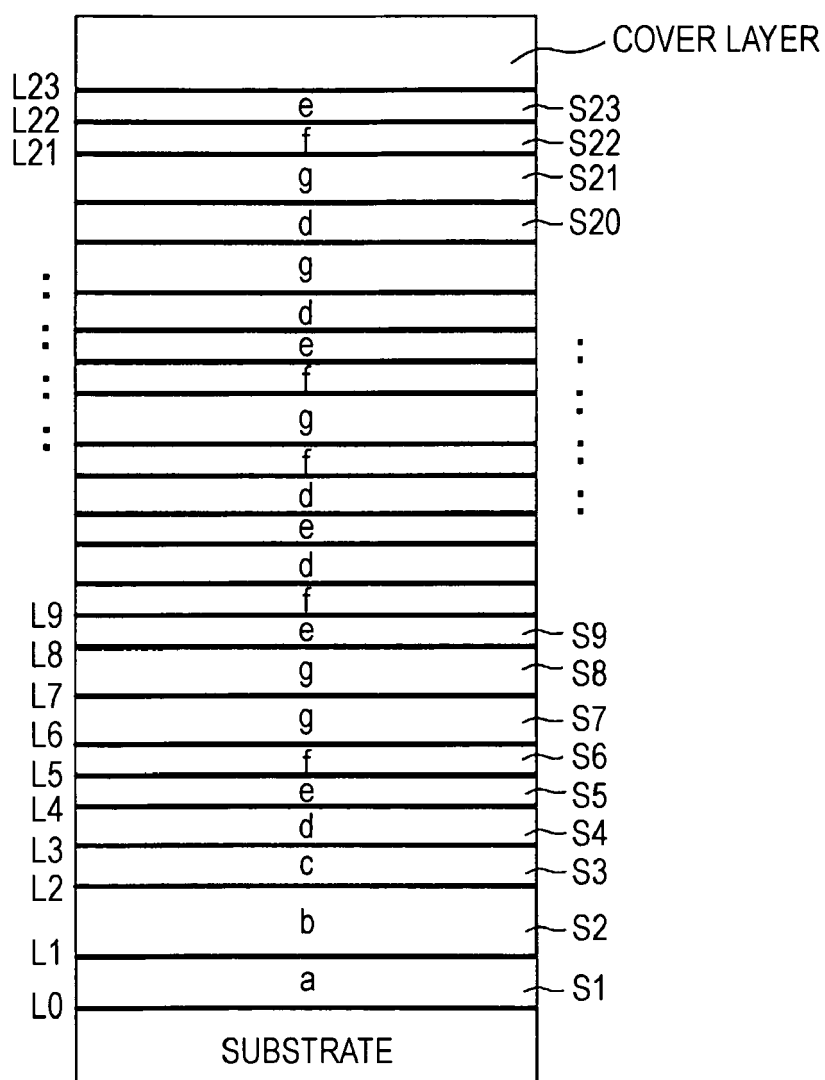 COVER LAYER
L23
e S23
L22
f S22
L21
g S21
d S20
g
d
e
f
g
f
d
e
d
f
L9
e S9
L8
g S8
L7
g S7
L6
f S6
L5
e S5
L4
d S4
L3
c S3
L2
b S2
L1
a S1
L0
SUBSTRATE